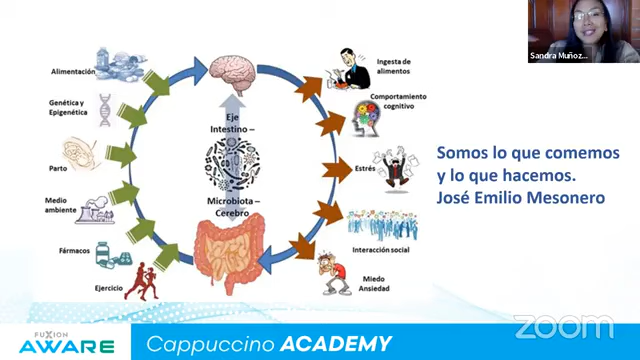 Sandra Muñoz...
Alimentación
Genética y
Epigenética
Parto
Medio
ambiente
Fármacos
Ejercicio
Eje
Intestino –
Microbiota –
Cerebro
Ingesta de
alimentos
Comportamiento
cognitivo
Estrés
Interacción social
Miedo
Ansiedad
Somos lo que comemos
y lo que hacemos.
José Emilio Mesonero
FUXION
AWARE
Cappuccino ACADEMY
zoom